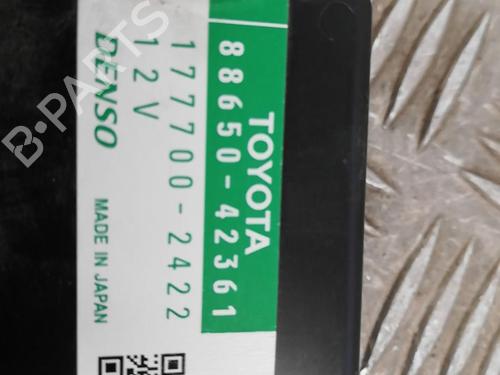 TOYOTA
88650-42361
177700-2422
12V
DENSO MADE IN JAPAN
B-PARTS